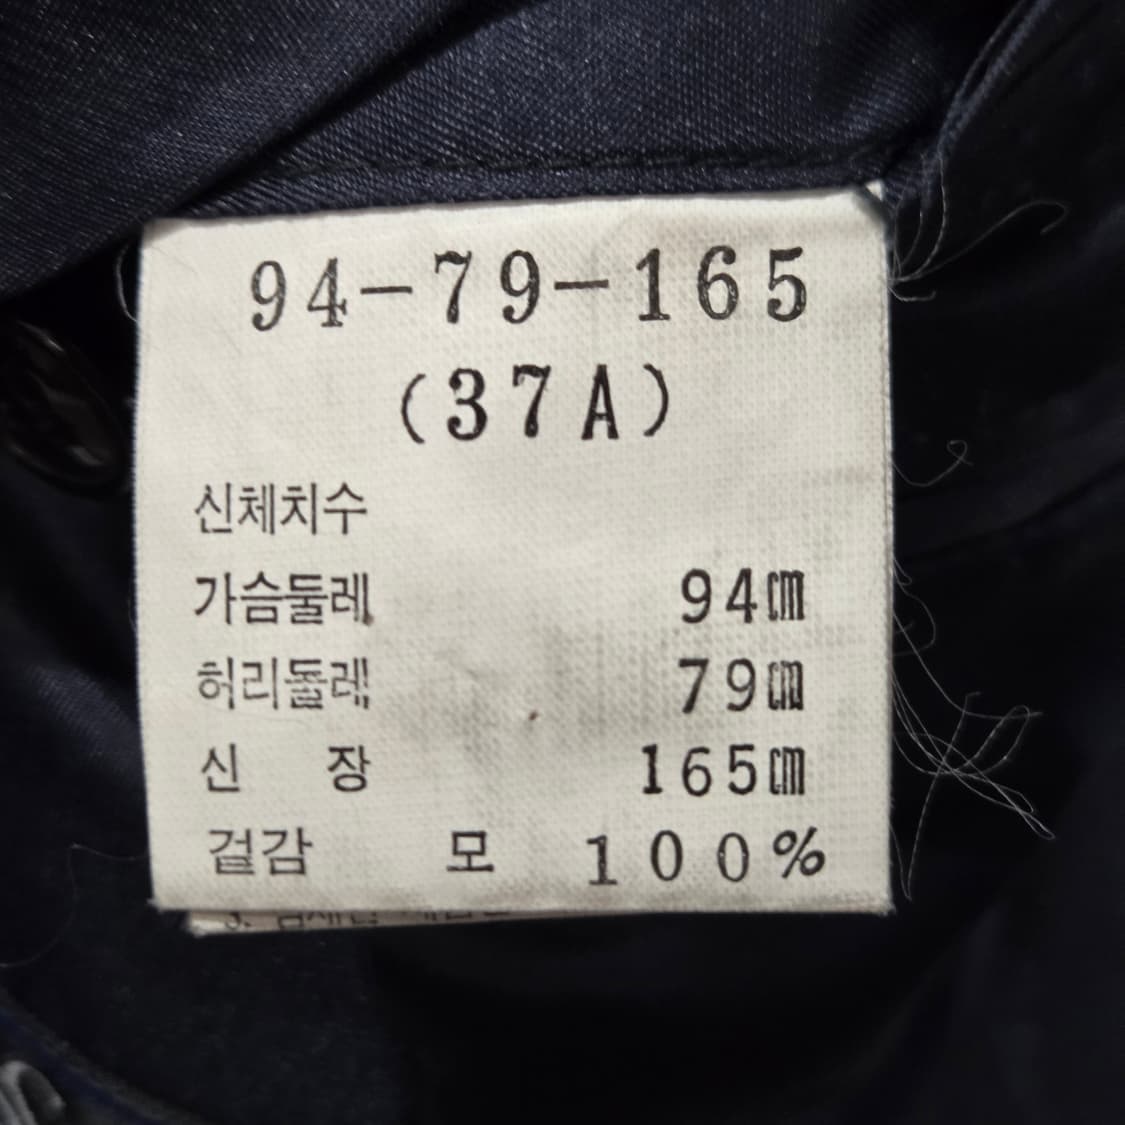 94-79-165
(37A)
신체치수
가슴둘레 94㎝
허리둘레 79㎝
신 장 165㎝
겉감 모 100%
3.